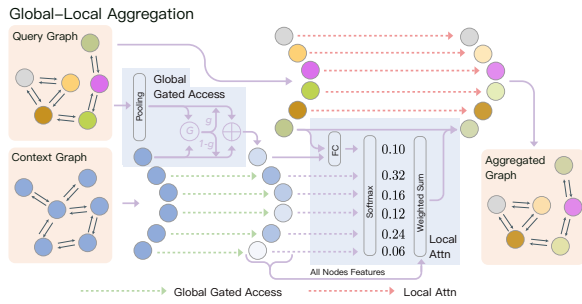 Global-Local Aggregation
Query Graph
Global
Gated Access
Pooling
G
g
1-g
Context Graph
FC
Softmax
0.10
0.32
0.16
0.12
0.24
0.06
Weighted Sum
Local
Attn
All Nodes Features
Aggregated
Graph
Global Gated Access
Local Attn